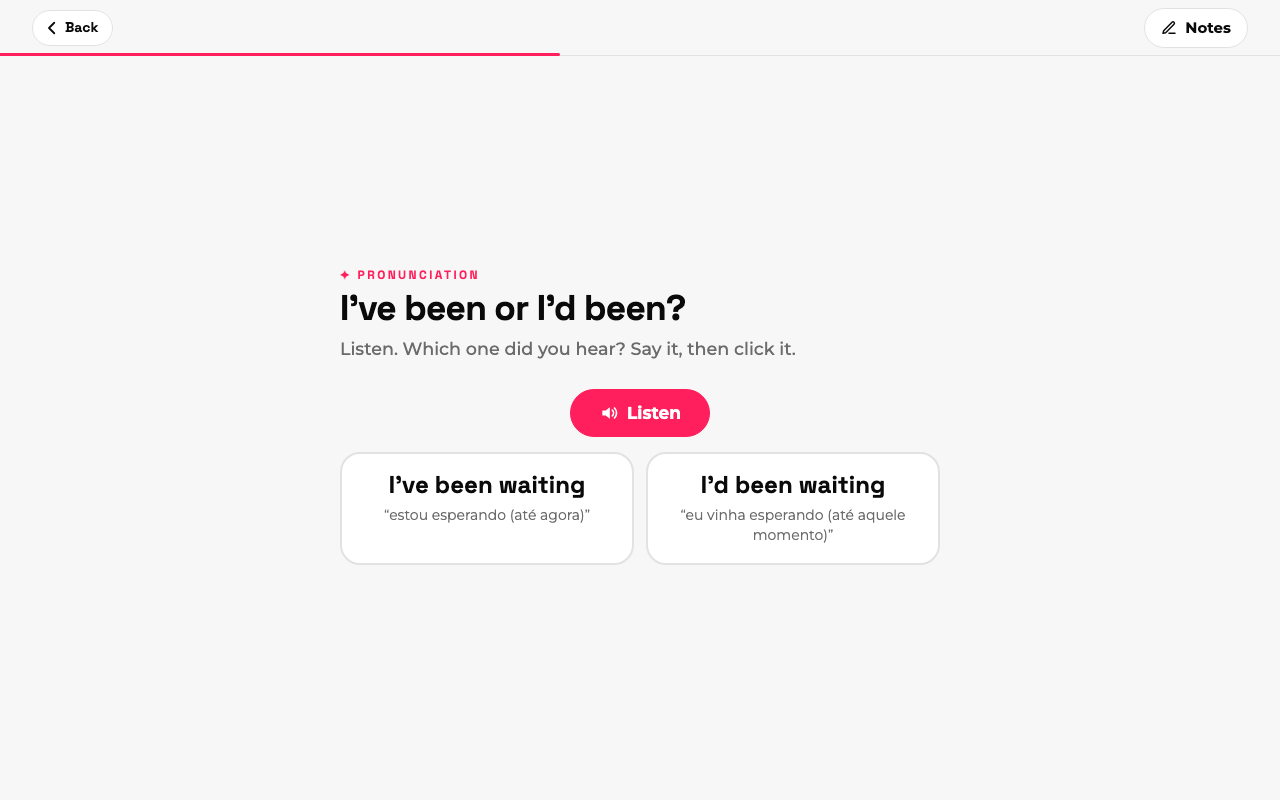 Back
Notes
✦ PRONUNCIATION
I’ve been or I’d been?
Listen. Which one did you hear? Say it, then click it.
Listen
I’ve been waiting
“estou esperando (até agora)”
I’d been waiting
“eu vinha esperando (até aquele
momento)”